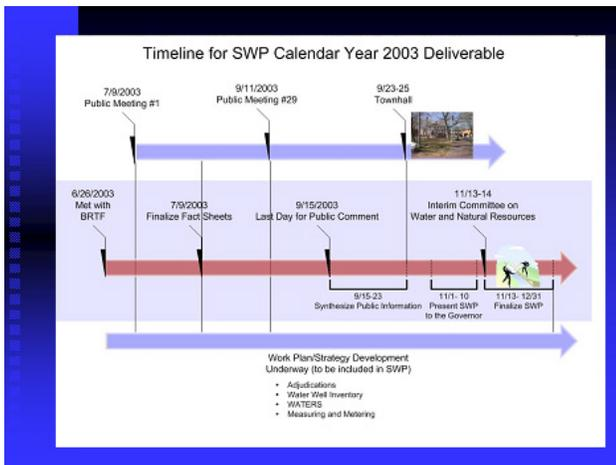 Timeline for SWP Calendar Year 2003 Deliverable
7/9/2003
Public Meeting #1
9/11/2003
Public Meeting #29
9/23-25
Townhall
6/26/2003
Met with
BRTF
7/9/2003
Finalize Fact Sheets
9/15/2003
Last Day for Public Comment
11/13-14
Interim Committee on
Water and Natural Resources
9/15-23
Synthesize Public Information
11/1- 10
Present SWP
to the Governor
11/13- 12/31
Finalize SWP
Work Plan/Strategy Development
Underway (to be included in SWP)
• Adjudications
• Water Well Inventory
• WATERS
• Measuring and Metering